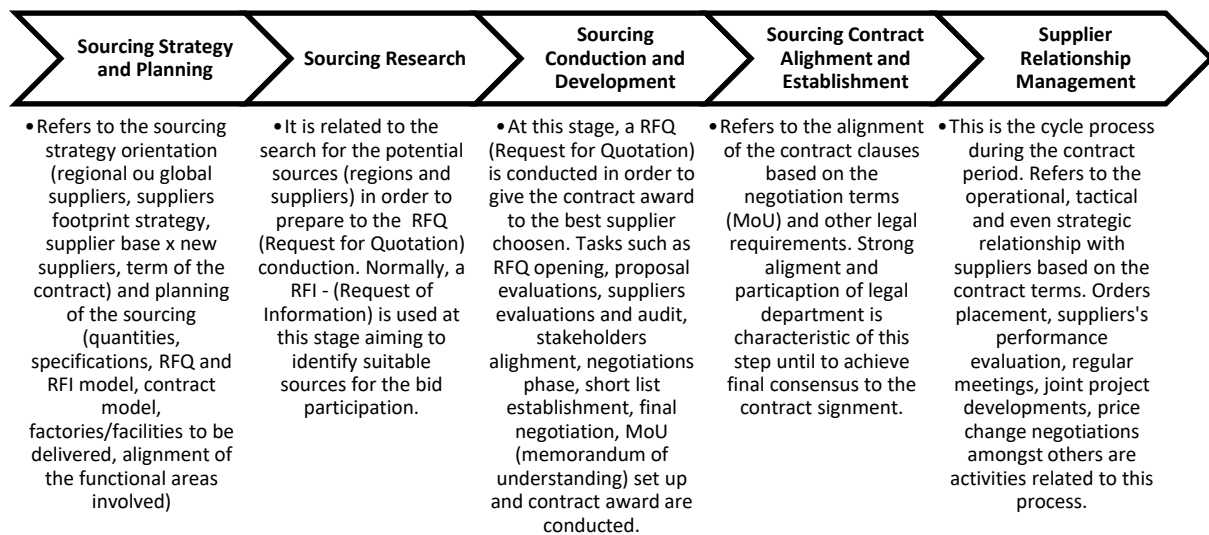 Sourcing Strategy
and Planning
•Refers to the sourcing
strategy orientation
(regional ou global
suppliers, suppliers
footprint strategy,
supplier base x new
suppliers, term of the
contract) and planning
of the sourcing
(quantities,
specifications, RFQ and
RFI model, contract
model,
factories/facilities to be
delivered, alignment of
the functional areas
involved)
Sourcing Research
•It is related to the
search for the potential
sources (regions and
suppliers) in order to
prepare to the RFQ
(Request for Quotation)
conduction. Normally, a
RFI - (Request of
Information) is used at
this stage aiming to
identify suitable
sources for the bid
participation.
Sourcing
Conduction and
Development
•At this stage, a RFQ
(Request for Quotation)
is conducted in order to
give the contract award
to the best supplier
choosen. Tasks such as
RFQ opening, proposal
evaluations, suppliers
evaluations and audit,
stakeholders
alighment, negotiations
phase, short list
establishment, final
negotiation, MoU
(memorandum of
understanding) set up
and contract award are
conducted.
Sourcing Contract
Alighment and
Establishment
•Refers to the alignment
of the contract clauses
based on the
negotiation terms
(MoU) and other legal
requirements. Strong
aligment and
particaption of legal
department is
characteristic of this
step until to achieve
final consensus to the
contract signment.
Supplier
Relationship
Management
•This is the cycle process
during the contract
period. Refers to the
operational, tactical
and even strategic
relationship with
suppliers based on the
contract terms. Orders
placement, suppliers's
performance
evaluation, regular
meetings, joint project
developments, price
change negotiations
amongst others are
activities related to this
process.